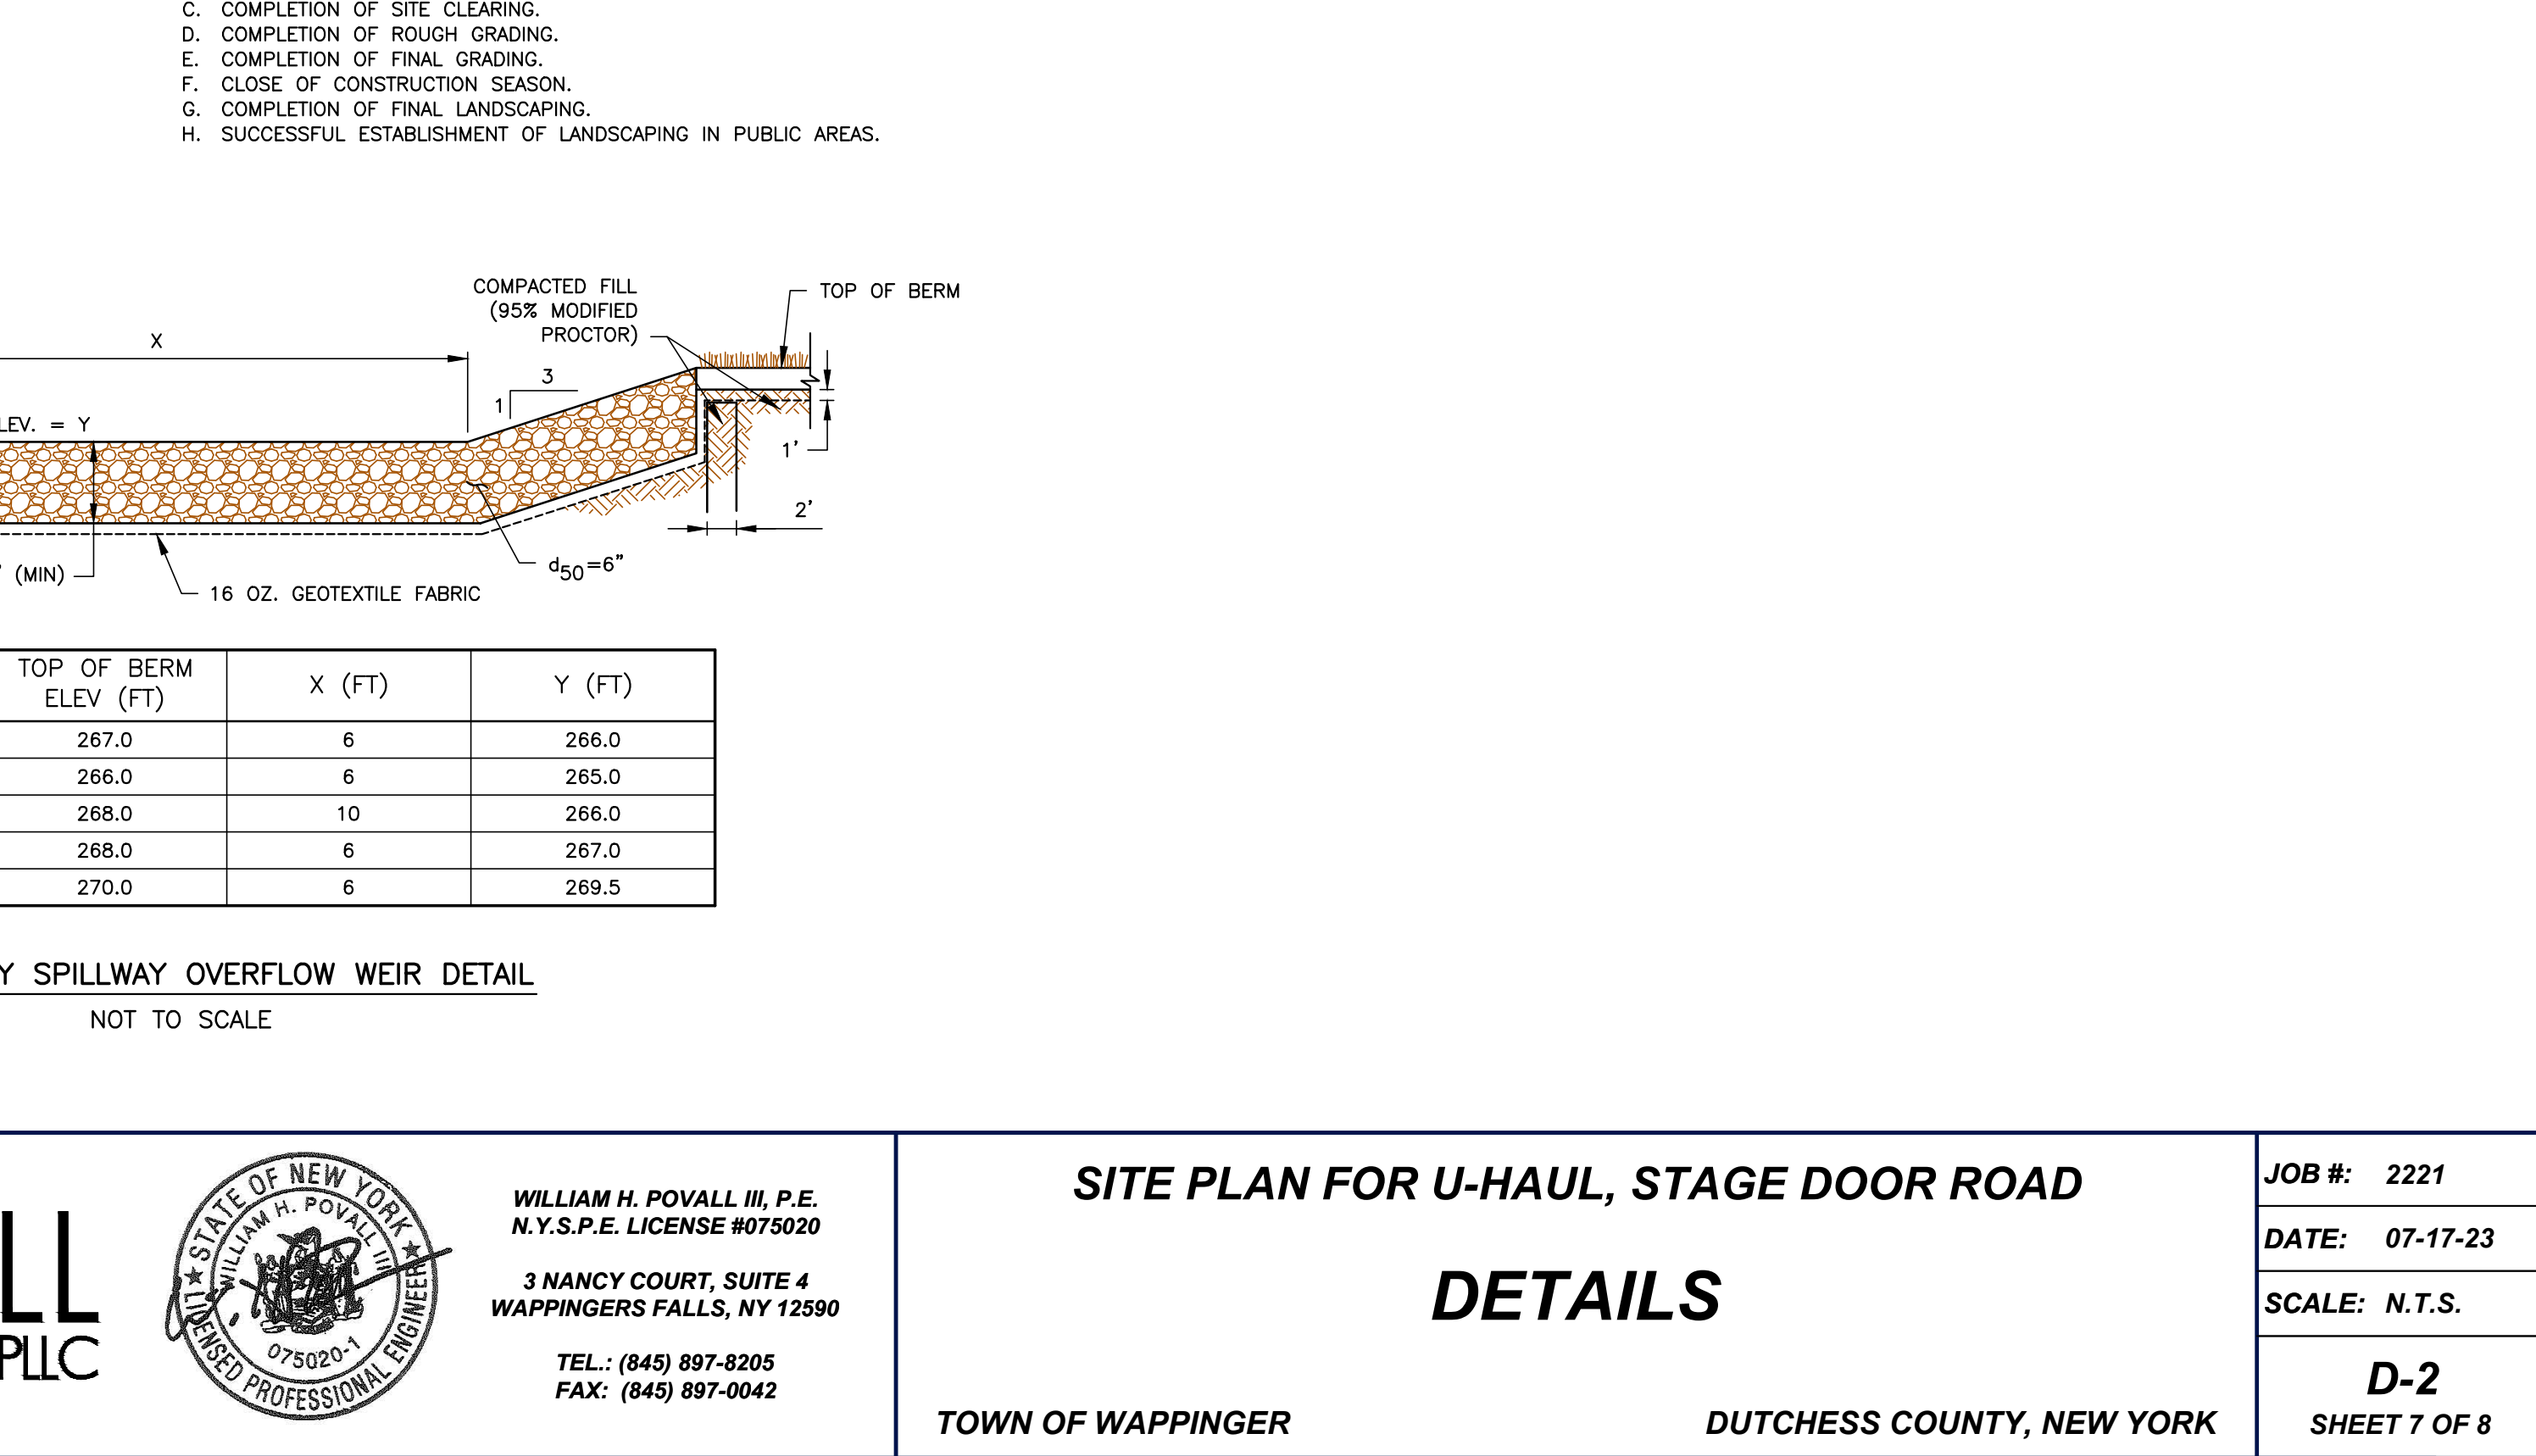 C. COMPLETION OF SITE CLEARING.
D. COMPLETION OF ROUGH GRADING.
E. COMPLETION OF FINAL GRADING.
F. CLOSE OF CONSTRUCTION SEASON.
G. COMPLETION OF FINAL LANDSCAPING.
H. SUCCESSFUL ESTABLISHMENT OF LANDSCAPING IN PUBLIC AREAS.
COMPACTED FILL
(95% MODIFIED
PROCTOR)
TOP OF BERM
X
3
1
LEV. = Y
1'
2'
(MIN)
d50=6"
16 OZ. GEOTEXTILE FABRIC
TOP OF BERM
ELEV (FT)
X (FT)
Y (FT)
267.0 6 266.0
266.0 6 265.0
268.0 10 266.0
268.0 6 267.0
270.0 6 269.5
Y SPILLWAY OVERFLOW WEIR DETAIL
NOT TO SCALE
LL
PLLC
STATE OF NEW YORK
WILLIAM H. POVALL III
075020-1
LICENSED PROFESSIONAL ENGINEER
WILLIAM H. POVALL III, P.E.
N.Y.S.P.E. LICENSE #075020
3 NANCY COURT, SUITE 4
WAPPINGERS FALLS, NY 12590
TEL.: (845) 897-8205
FAX: (845) 897-0042
SITE PLAN FOR U-HAUL, STAGE DOOR ROAD
DETAILS
TOWN OF WAPPINGER
DUTCHESS COUNTY, NEW YORK
JOB #: 2221
DATE: 07-17-23
SCALE: N.T.S.
D-2
SHEET 7 OF 8